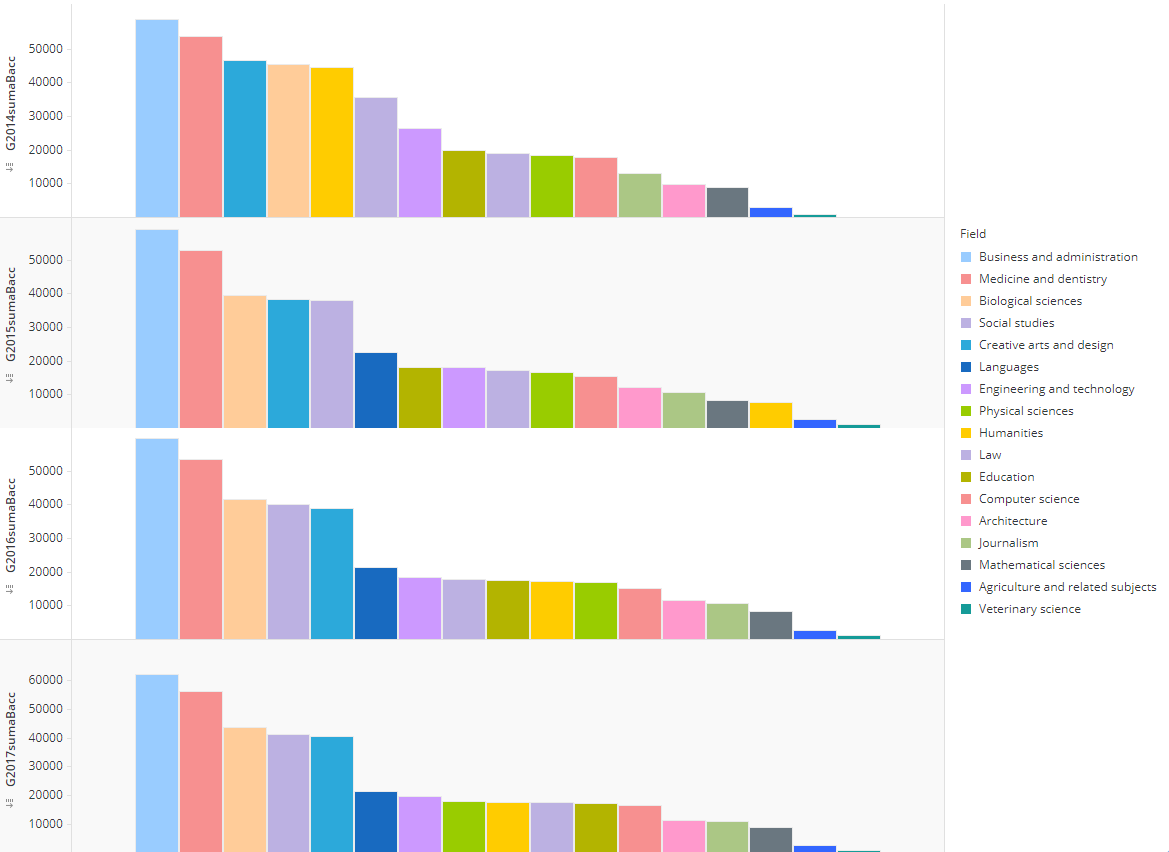 G2014sumaBacc
50000
40000
30000
20000
10000
G2015sumaBacc
50000
40000
30000
20000
10000
G2016sumaBacc
50000
40000
30000
20000
10000
G2017sumaBacc
60000
50000
40000
30000
20000
10000
Field
Business and administration
Medicine and dentistry
Biological sciences
Social studies
Creative arts and design
Languages
Engineering and technology
Physical sciences
Humanities
Law
Education
Computer science
Architecture
Journalism
Mathematical sciences
Agriculture and related subjects
Veterinary science